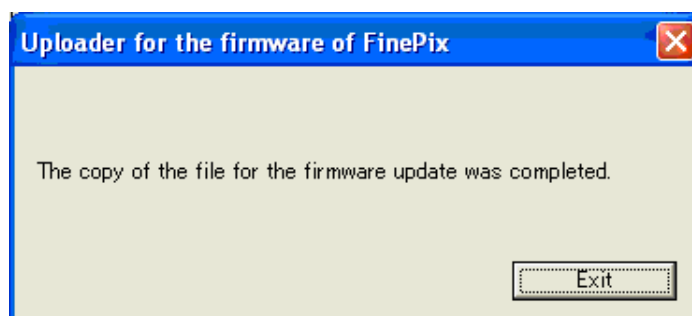 Uploader for the firmware of FinePix
The copy of the file for the firmware update was completed.
Exit